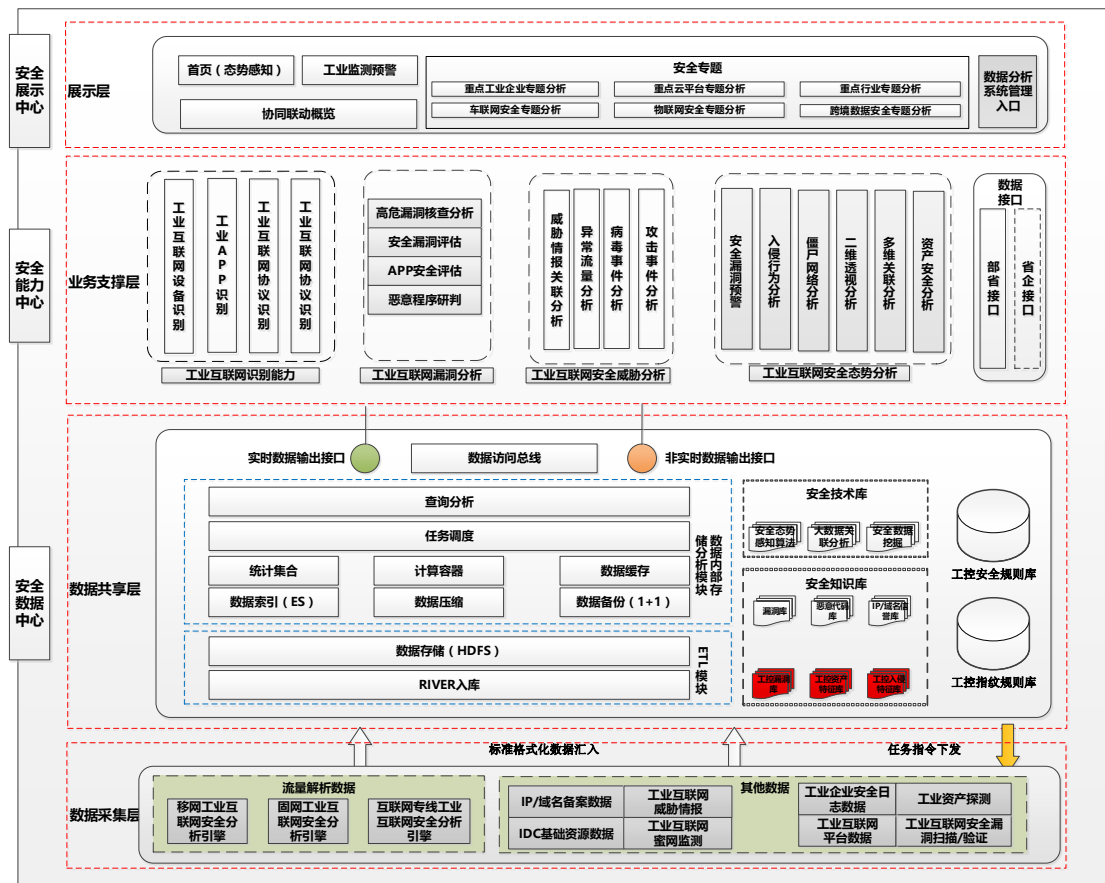 安全
展示
中心
展示层
首页（态势感知）
工业监测预警
协同联动概览
安全专题
重点工业企业专题分析
重点云平台专题分析
重点行业专题分析
车联网安全专题分析
物联网安全专题分析
跨境数据安全专题分析
数据分析
系统管理
入口
安全
能力
中心
业务支撑层
工业互联网设备识别
工业APP识别
工业互联网协议识别
工业互联网协议识别
工业互联网识别能力
高危漏洞核查分析
安全漏洞评估
APP安全评估
恶意程序研判
工业互联网漏洞分析
威胁情报关联分析
异常流量分析
病毒事件分析
攻击事件分析
工业互联网安全威胁分析
安全漏洞预警
入侵行为分析
僵尸网络分析
二维透视分析
多维关联分析
资产安全分析
工业互联网安全态势分析
数据
接口
部省接口
省企接口
安全
数据
中心
数据共享层
实时数据输出接口
数据访问总线
非实时数据输出接口
查询分析
任务调度
统计集合
计算容器
数据缓存
数据索引（ES）
数据压缩
数据备份（1+1）
数据内部存
储分析模块
数据存储（HDFS）
RIVER入库
ETL模块
安全技术库
安全态势
感知算法
大数据关
联分析
安全数据
挖掘
安全知识库
漏洞库
恶意代码
库
IP/域名信
誉库
工控漏洞
库
工控资产
特征库
工控入侵
特征库
工控安全规则库
工控指纹规则库
标准格式化数据汇入
任务指令下发
数据采集层
流量解析数据
移网工业互
联网安全分
析引擎
固网工业互
联网安全分
析引擎
互联网专线工业
互联网安全分析
引擎
其他数据
IP/域名备案数据
工业互联网
威胁情报
IDC基础资源数据
工业互联网
蜜网监测
工业企业安全日
志数据
工业资产探测
工业互联网
平台数据
工业互联网安全漏
洞扫描/验证